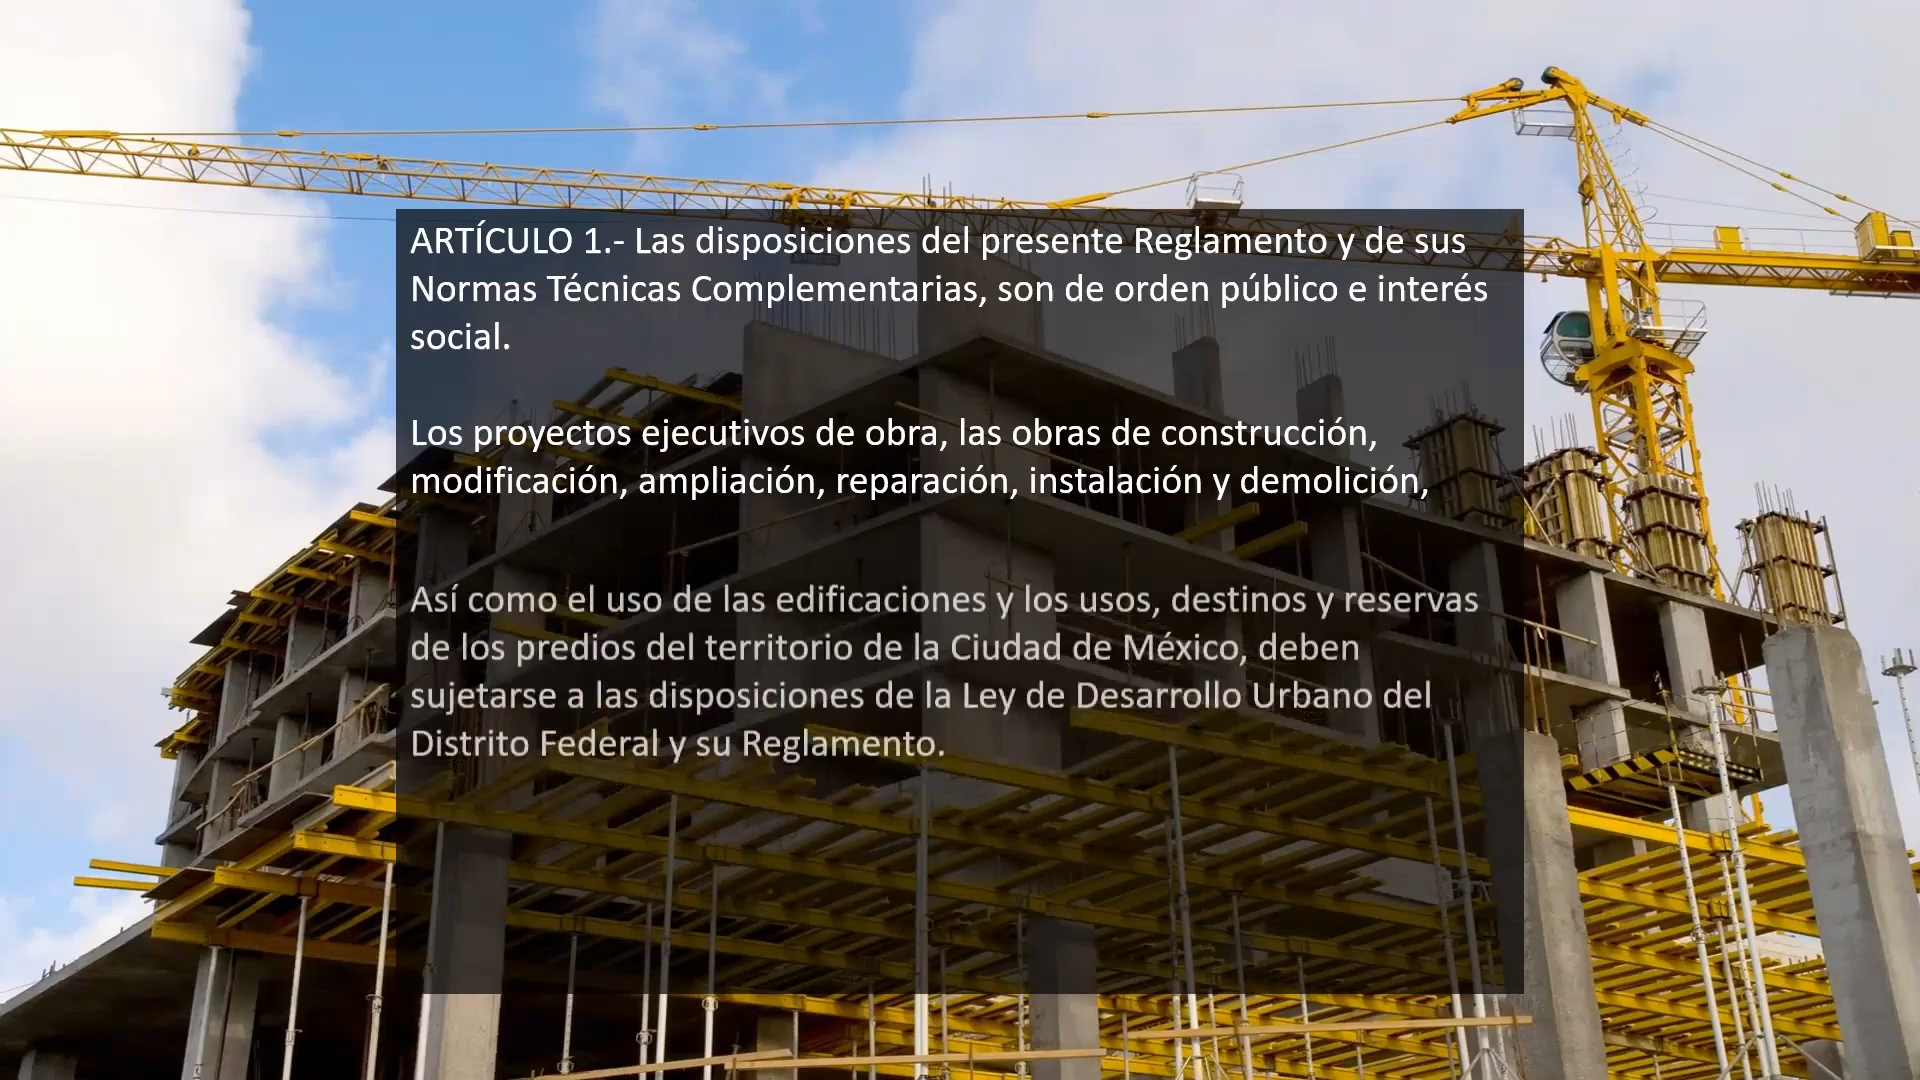 ARTÍCULO 1.- Las disposiciones del presente Reglamento y de sus
Normas Técnicas Complementarias, son de orden público e interés
social.
Los proyectos ejecutivos de obra, las obras de construcción,
modificación, ampliación, reparación, instalación y demolición,
Así como el uso de las edificaciones y los usos, destinos y reservas
de los predios del territorio de la Ciudad de México, deben
sujetarse a las disposiciones de la Ley de Desarrollo Urbano del
Distrito Federal y su Reglamento.